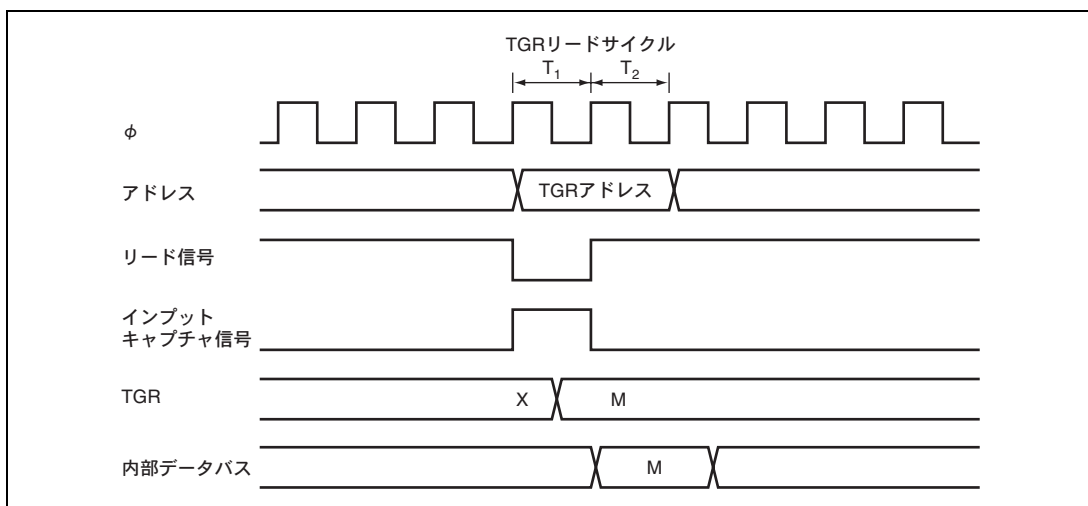 TGRリードサイクル
T1 T2
φ
アドレス TGRアドレス
リード信号
インプット
キャプチャ信号
TGR X M
内部データバス M